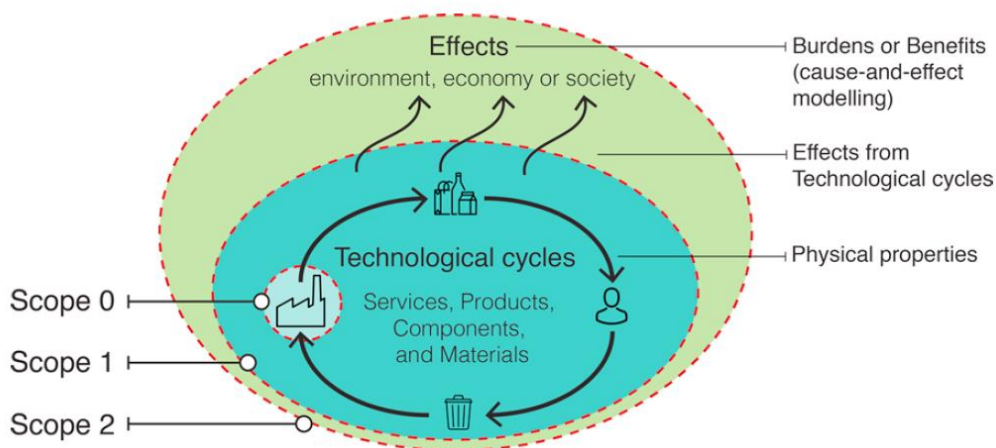 Effects
environment, economy or society
Burdens or Benefits
(cause-and-effect
modelling)
Effects from
Technological cycles
Technological cycles
Physical properties
Services, Products,
Components,
and Materials
Scope 0
Scope 1
Scope 2